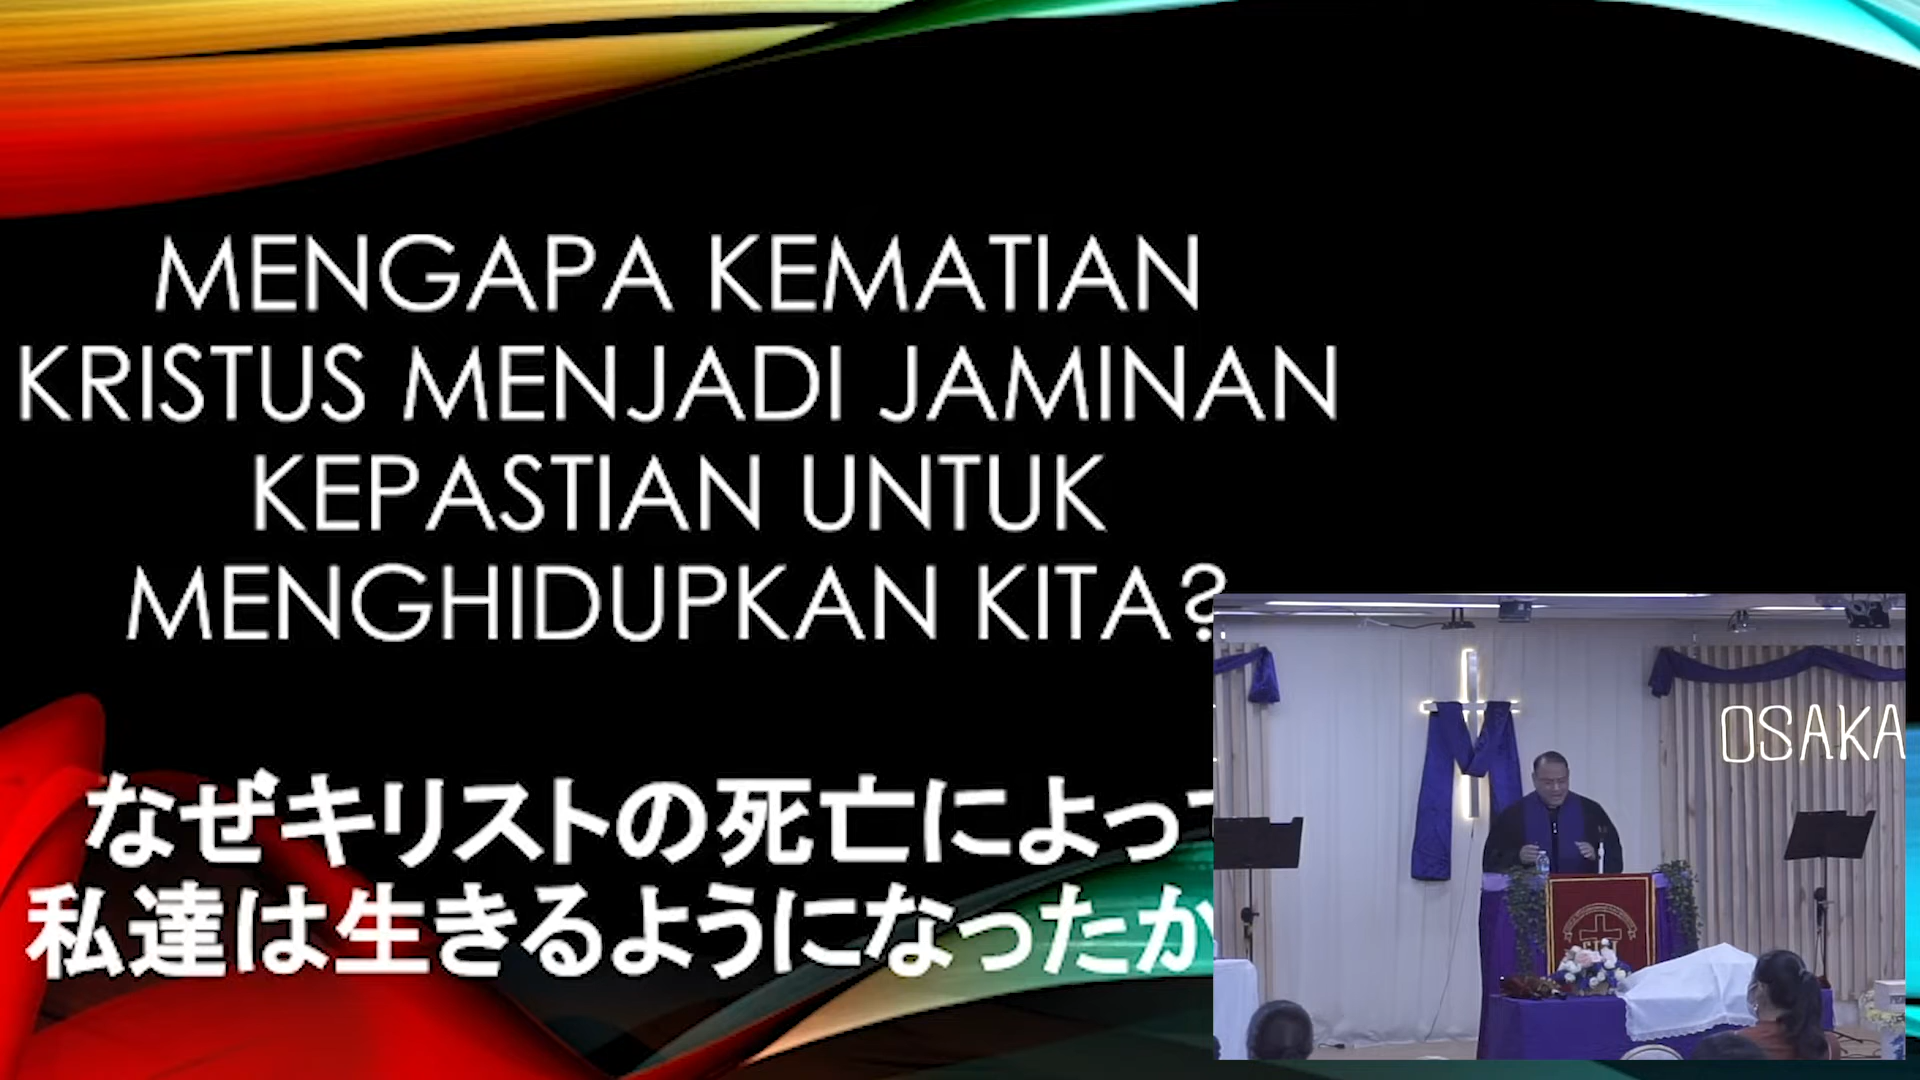 MENGAPA KEMATIAN
KRISTUS MENJADI JAMINAN
KEPASTIAN UNTUK
MENGHIDUPKAN KITA?
なぜキリストの死亡によって
私達は生きるようになったか
OSAKA